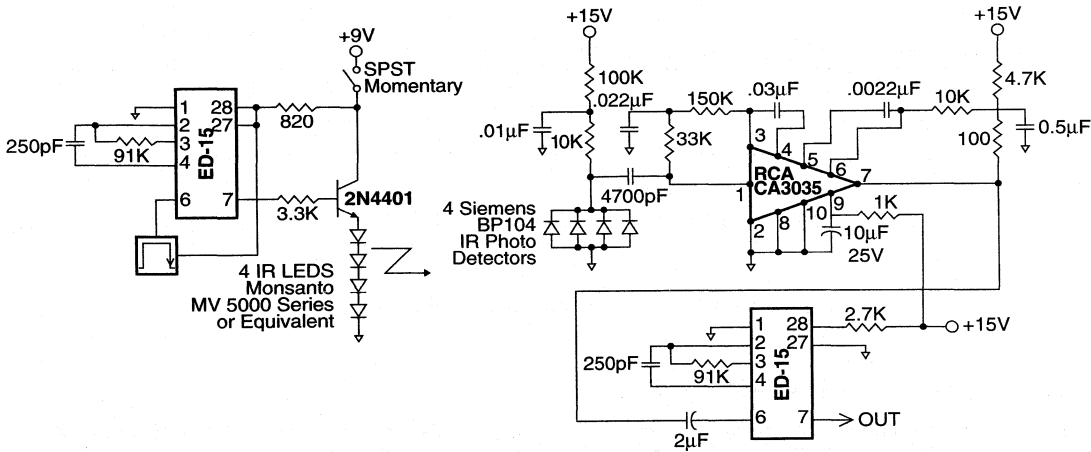 +9V
SPST
Momentary
1
2
3
4
6
28
27
7
ED-15
820
250pF
91K
3.3K
2N4401
4 IR LEDS
Monsanto
MV 5000 Series
or Equivalent
+15V
100K
.01µF
10K
.022µF
150K
33K
4700pF
4 Siemens
BP104
IR Photo
Detectors
.03µF
.0022µF
10K
+15V
4.7K
100
0.5µF
3
4
5
6
RCA
CA3035
1
7
2
8
10
9
1K
10µF
25V
2.7K
+15V
1
2
3
4
6
28
27
7
ED-15
250pF
91K
2µF
OUT